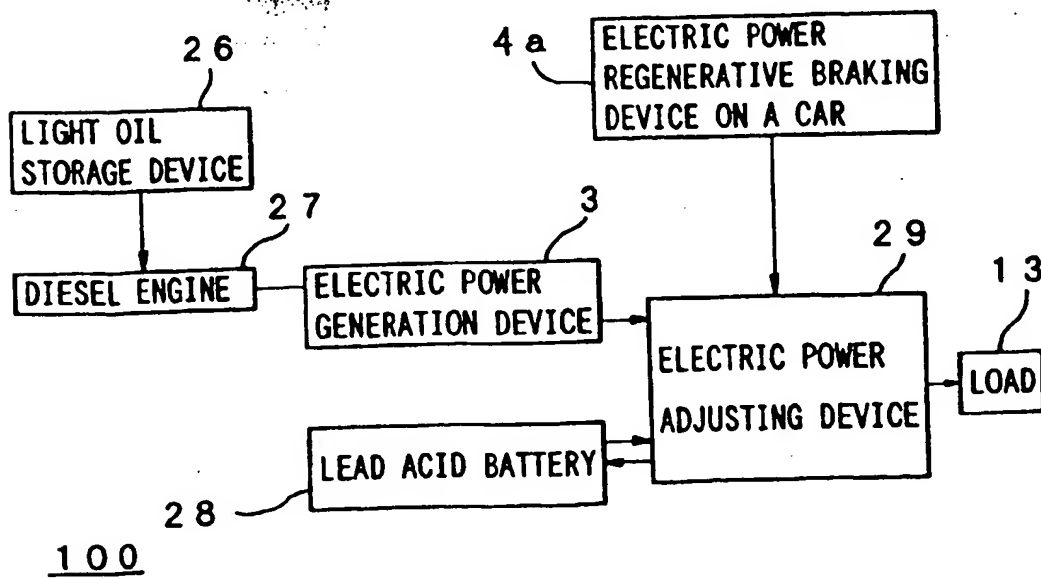 26
LIGHT OIL
STORAGE DEVICE
4a
ELECTRIC POWER
REGENERATIVE BRAKING
DEVICE ON A CAR
27
DIESEL ENGINE
3
ELECTRIC POWER
GENERATION DEVICE
29
ELECTRIC POWER
ADJUSTING DEVICE
13
LOAD
LEAD ACID BATTERY
28
100